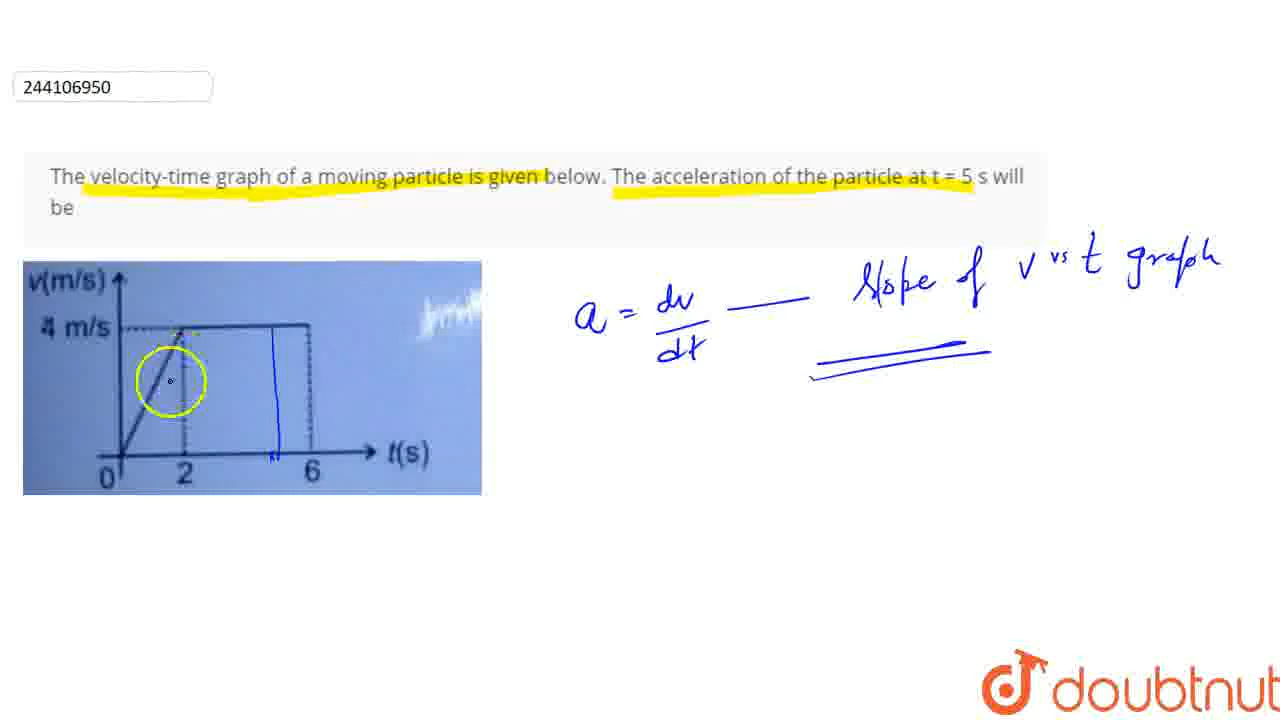 244106950
The velocity-time graph of a moving particle is given below. The acceleration of the particle at t = 5 s will
be
v(m/s)
4 m/s
0
2
6
t(s)
a = dv/dt — slope of v vs t graph
doubtnut